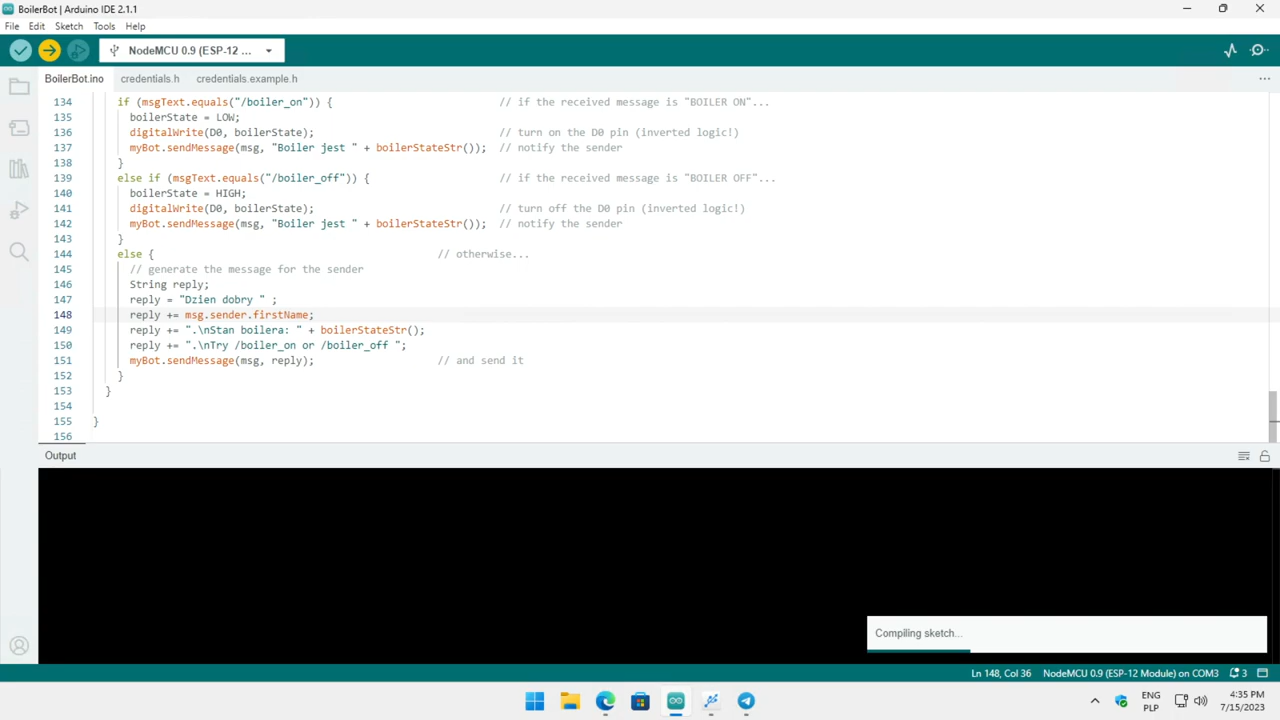 BoilerBot | Arduino IDE 2.1.1
File Edit Sketch Tools Help
NodeMCU 0.9 (ESP-12 ...
BoilerBot.ino credentials.h credentials.example.h ...
134 if (msgText.equals("/boiler_on")) { // if the received message is "BOILER ON"...
135 boilerState = LOW;
136 digitalWrite(D0, boilerState); // turn on the D0 pin (inverted logic!)
137 myBot.sendMessage(msg, "Boiler jest " + boilerStateStr()); // notify the sender
138 }
139 else if (msgText.equals("/boiler_off")) { // if the received message is "BOILER OFF"...
140 boilerState = HIGH;
141 digitalWrite(D0, boilerState); // turn off the D0 pin (inverted logic!)
142 myBot.sendMessage(msg, "Boiler jest " + boilerStateStr()); // notify the sender
143 }
144 else { // otherwise...
145 // generate the message for the sender
146 String reply;
147 reply = "Dzien dobry " ;
148 reply += msg.sender.firstName;
149 reply += ".\nStan boilera: " + boilerStateStr();
150 reply += ".\nTry /boiler_on or /boiler_off ";
151 myBot.sendMessage(msg, reply); // and send it
152 }
153 }
154
155 }
156
Output
Compiling sketch...
Ln 148, Col 36 NodeMCU 0.9 (ESP-12 Module) on COM3 3
ENG PLP
4:35 PM
7/15/2023